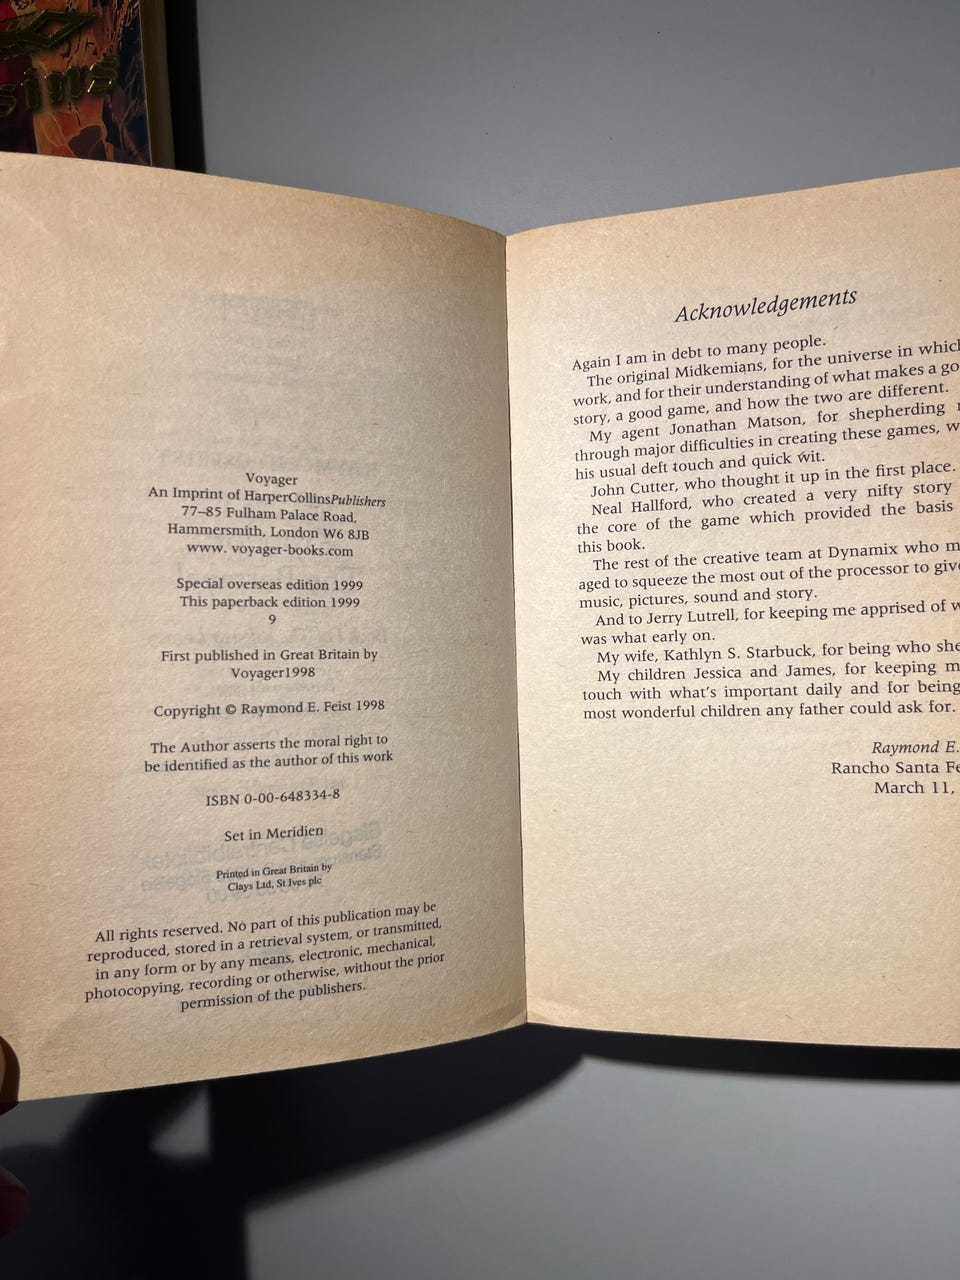 sins
Voyager
An Imprint of HarperCollinsPublishers
77–85 Fulham Palace Road,
Hammersmith, London W6 8JB
www. voyager-books.com
Special overseas edition 1999
This paperback edition 1999
9
First published in Great Britain by
Voyager1998
Copyright © Raymond E. Feist 1998
The Author asserts the moral right to
be identified as the author of this work
ISBN 0-00-648334-8
Set in Meridien
Printed in Great Britain by
Clays Ltd, St Ives plc
All rights reserved. No part of this publication may be
reproduced, stored in a retrieval system, or transmitted,
in any form or by any means, electronic, mechanical,
photocopying, recording or otherwise, without the prior
permission of the publishers.
Acknowledgements
Again I am in debt to many people.
The original Midkemians, for the universe in which
work, and for their understanding of what makes a go
story, a good game, and how the two are different.
My agent Jonathan Matson, for shepherding
through major difficulties in creating these games, w
his usual deft touch and quick wit.
John Cutter, who thought it up in the first place.
Neal Hallford, who created a very nifty story
the core of the game which provided the basis
this book.
The rest of the creative team at Dynamix who m
aged to squeeze the most out of the processor to give
music, pictures, sound and story.
And to Jerry Lutrell, for keeping me apprised of w
was what early on.
My wife, Kathlyn S. Starbuck, for being who she
My children Jessica and James, for keeping m
touch with what's important daily and for being
most wonderful children any father could ask for.
Raymond E.
Rancho Santa Fe
March 11,